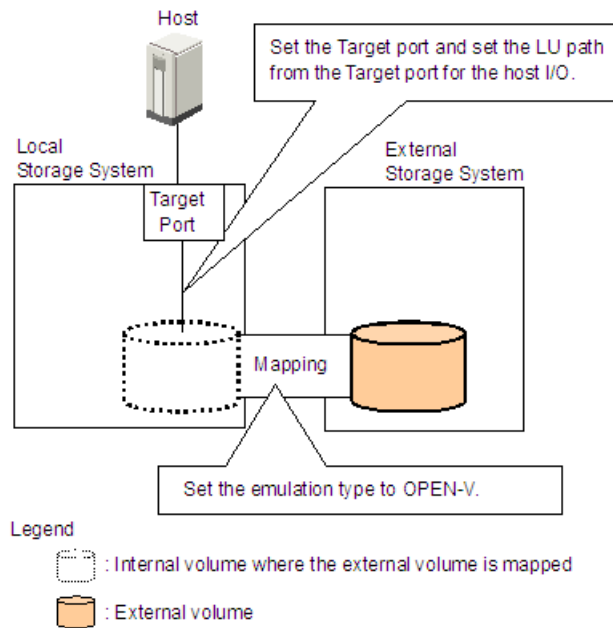 Host
Set the Target port and set the LU path
from the Target port for the host I/O.
Local
Storage System
External
Storage System
Target
Port
Mapping
Set the emulation type to OPEN-V.
Legend
: Internal volume where the external volume is mapped
: External volume